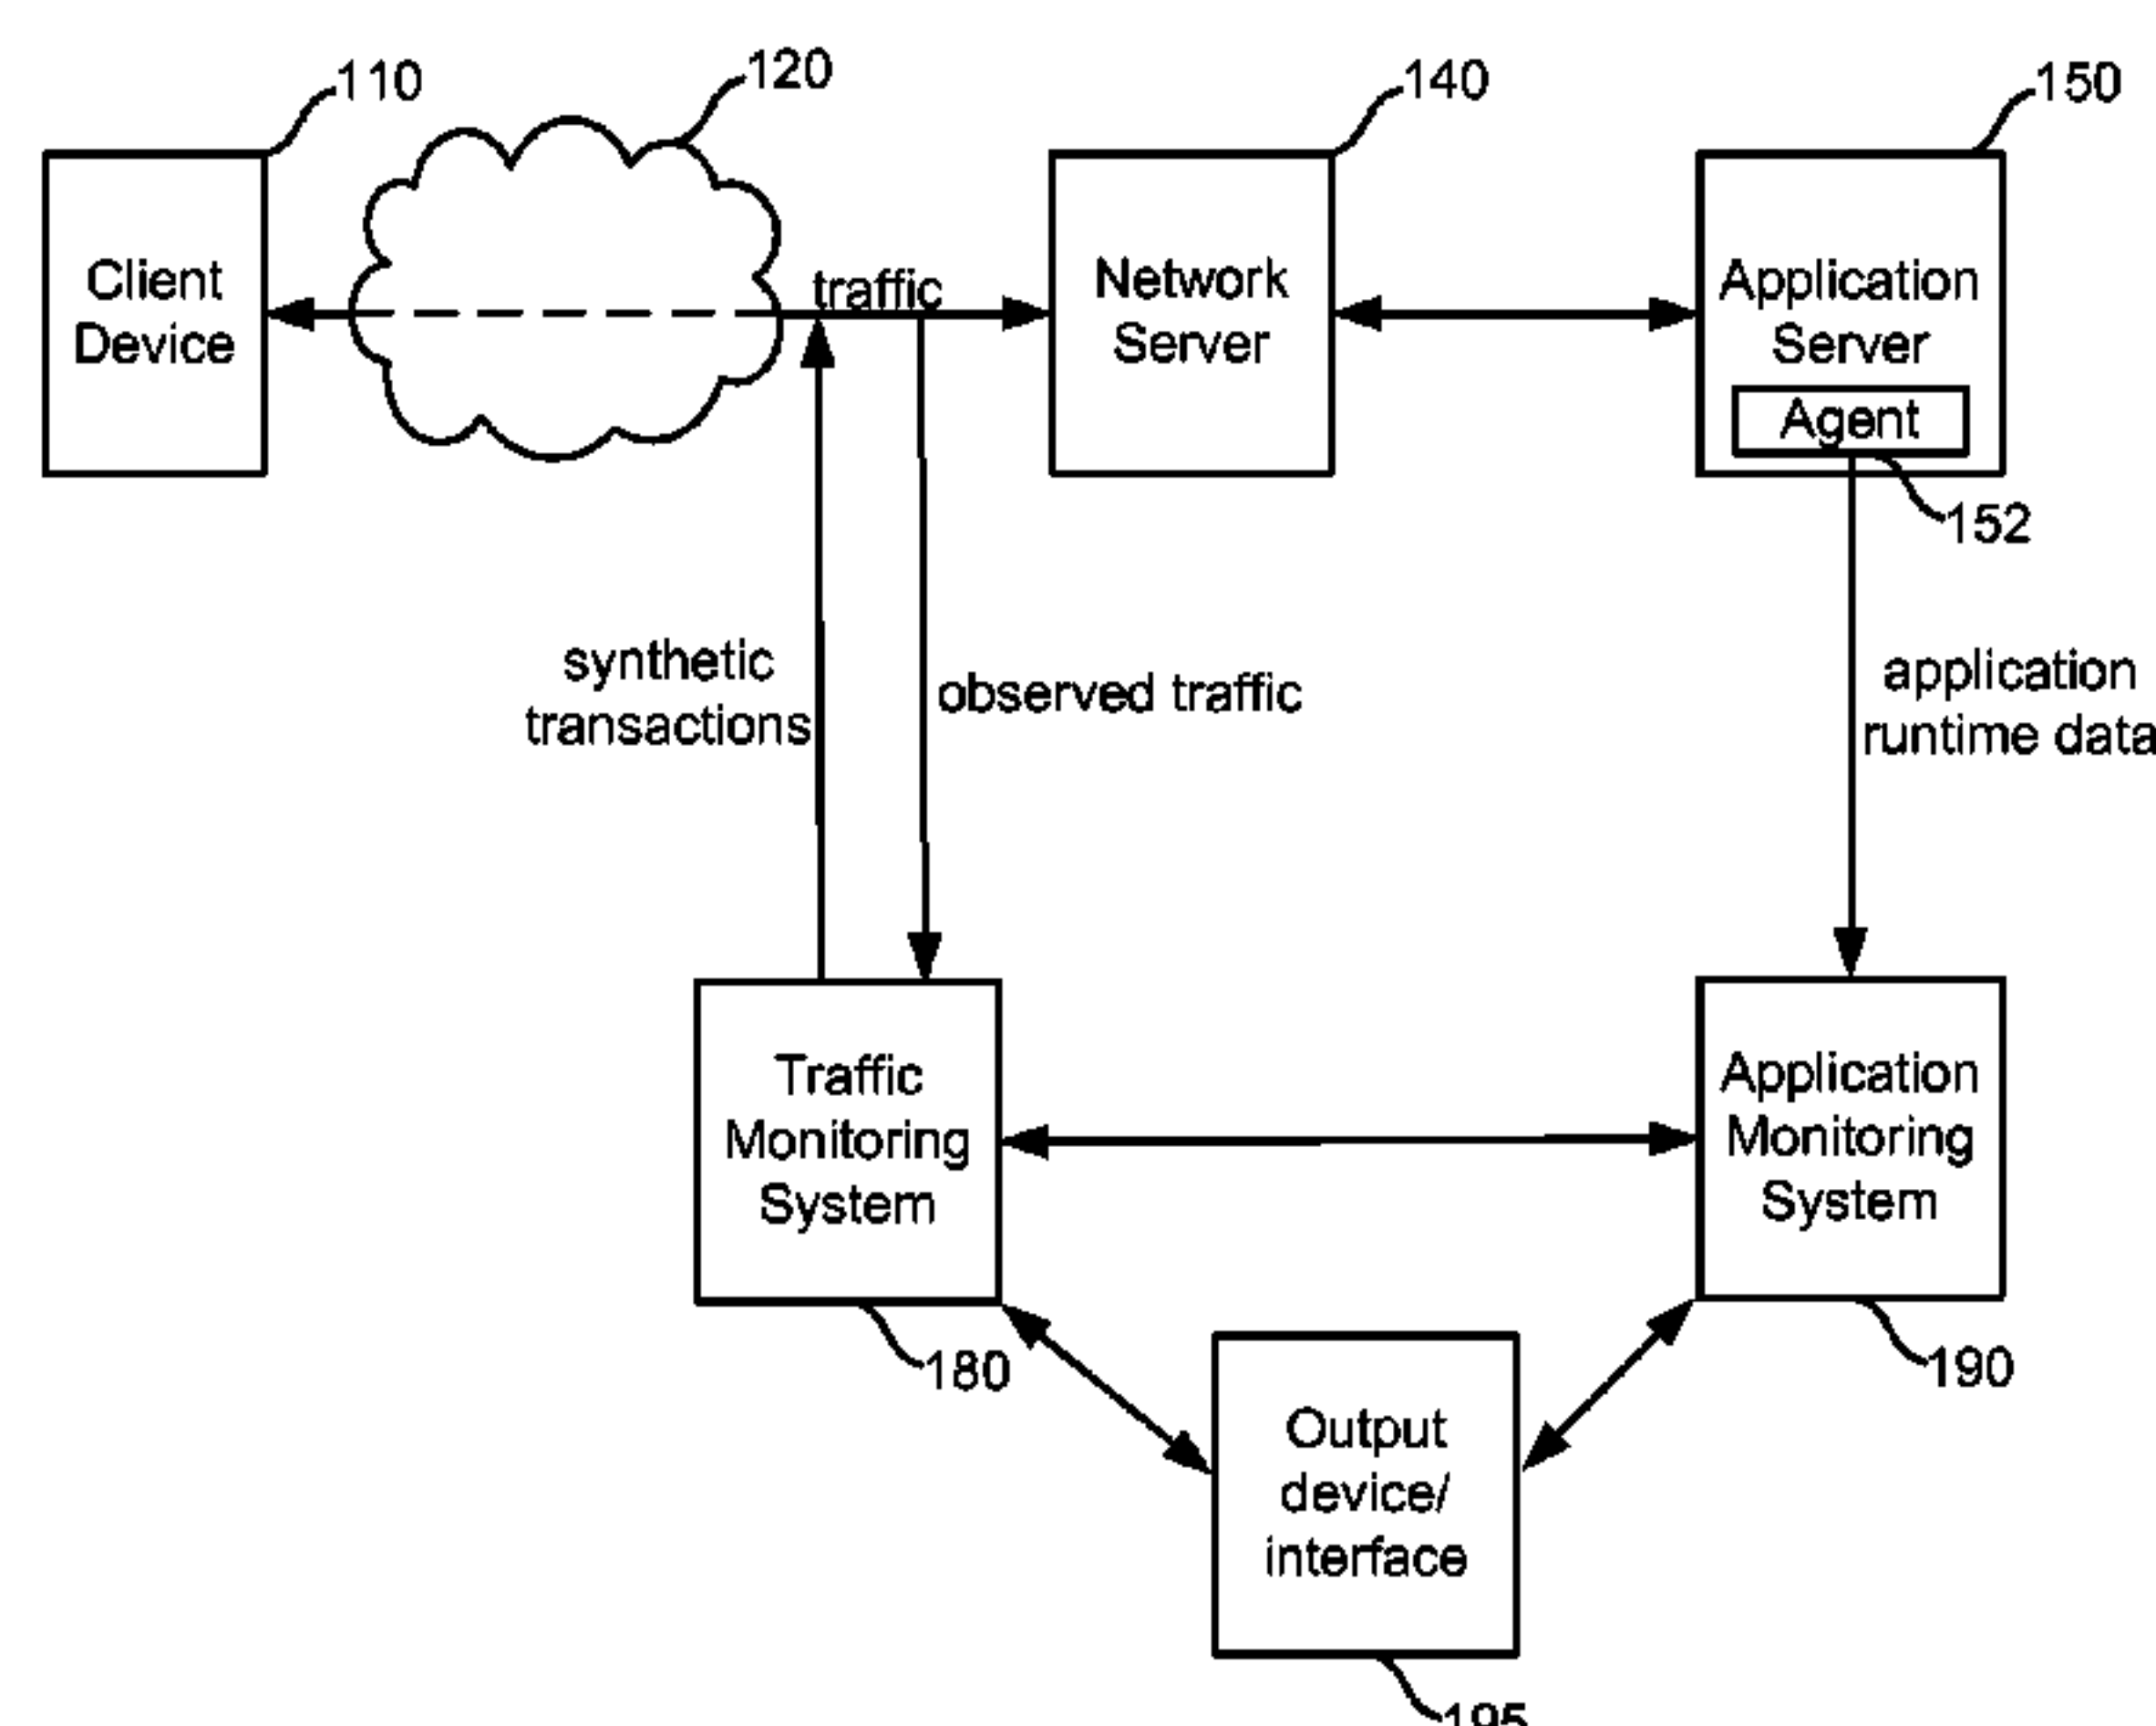 110
120
140
150
Client
Device
traffic
Network
Server
Application
Server
Agent
152
synthetic
transactions
observed traffic
application
runtime data
Traffic
Monitoring
System
Application
Monitoring
System
180
190
Output
device/
interface
195